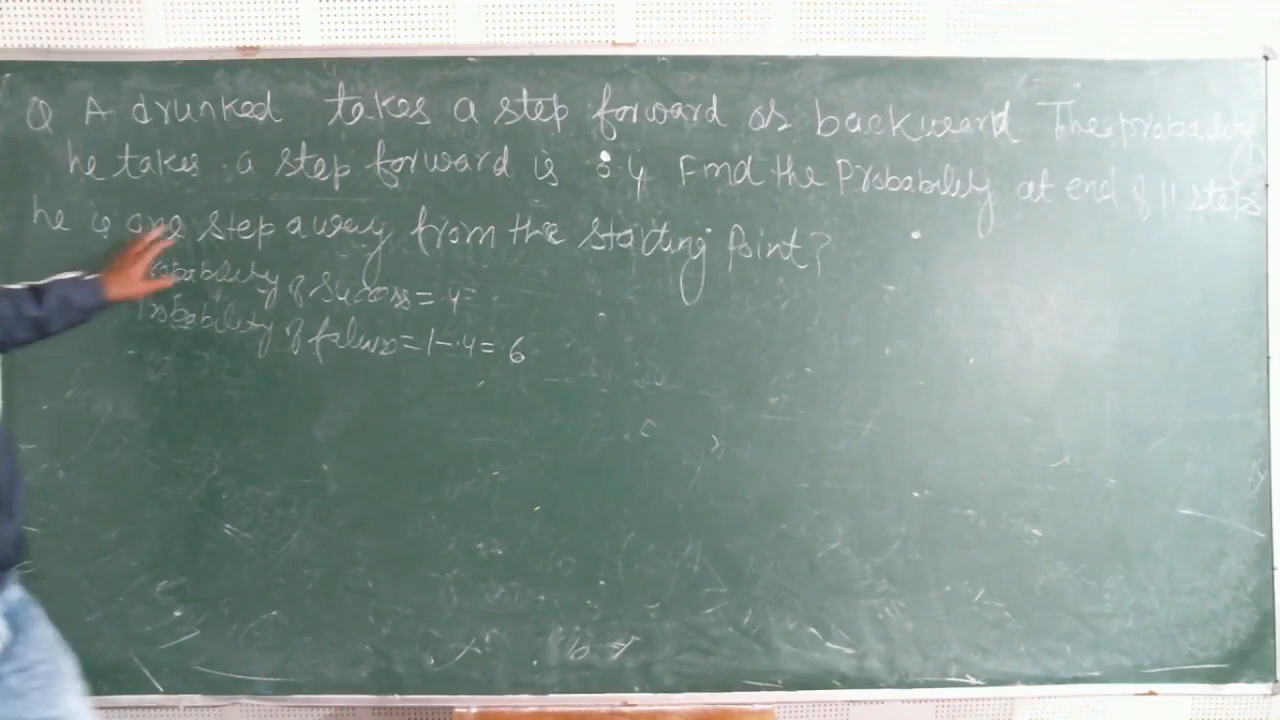 Q A drunked takes a step forward or backward The probability
he takes a step forward is 0.4 Find the Probability at end of 11 steps
he is one step away from the starting Point?
Probability of Success = .4
Probability of = 1-.4 = .6